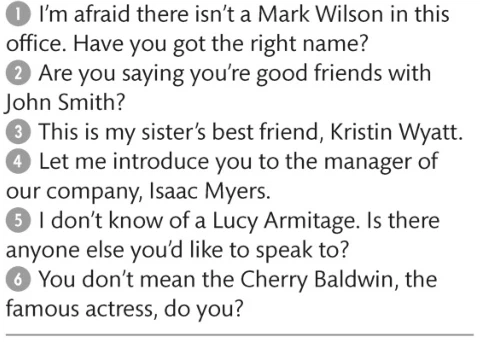 1 I'm afraid there isn't a Mark Wilson in this
office. Have you got the right name?
2 Are you saying you're good friends with
John Smith?
3 This is my sister's best friend, Kristin Wyatt.
4 Let me introduce you to the manager of
our company, Isaac Myers.
5 I don't know of a Lucy Armitage. Is there
anyone else you'd like to speak to?
6 You don't mean the Cherry Baldwin, the
famous actress, do you?